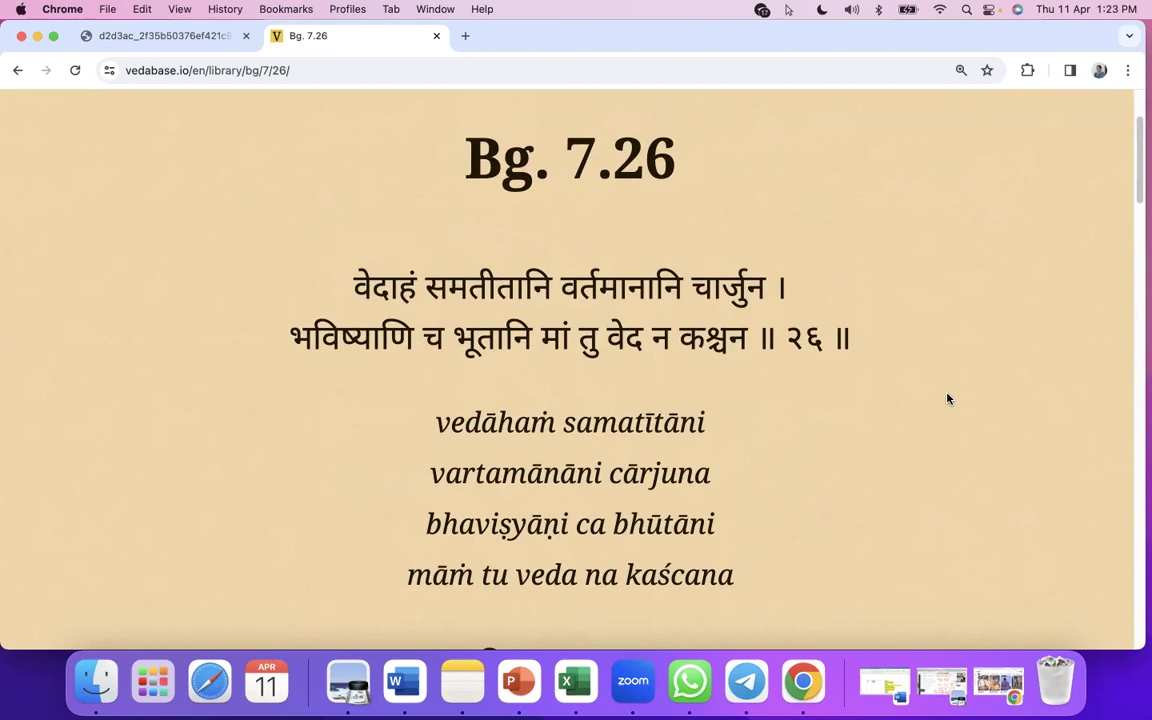 Chrome File Edit View History Bookmarks Profiles Tab Window Help Thu 11 Apr 1:23 PM
d2d3ac_2f35b50376ef421c9 Bg. 7.26
vedabase.io/en/library/bg/7/26/
Bg. 7.26
वेदाहं समतीतानि वर्तमानानि चार्जुन ।
भविष्याणि च भूतानि मां तु वेद न कश्चन ॥ २६ ॥
vedāhaṁ samatītāni
vartamānāni cārjuna
bhaviṣyāṇi ca bhūtāni
māṁ tu veda na kaścana
APR
11
zoom